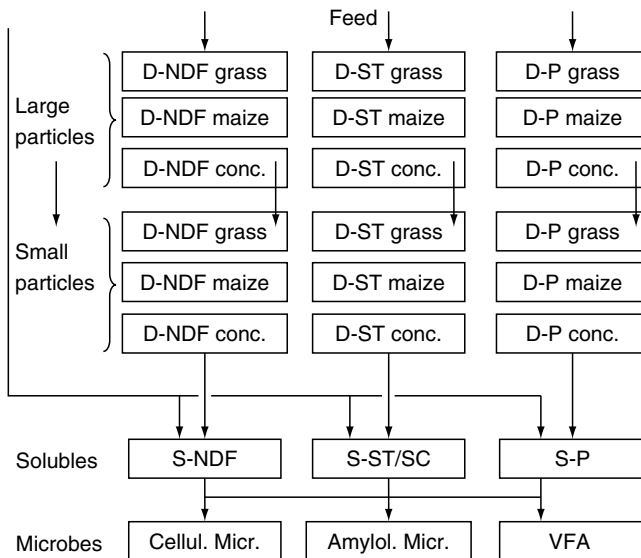 Feed
D-NDF grass D-ST grass D-P grass
Large particles
D-NDF maize D-ST maize D-P maize
D-NDF conc. D-ST conc. D-P conc.
D-NDF grass D-ST grass D-P grass
Small particles
D-NDF maize D-ST maize D-P maize
D-NDF conc. D-ST conc. D-P conc.
Solubles S-NDF S-ST/SC S-P
Microbes Cellul. Micr. Amylol. Micr. VFA